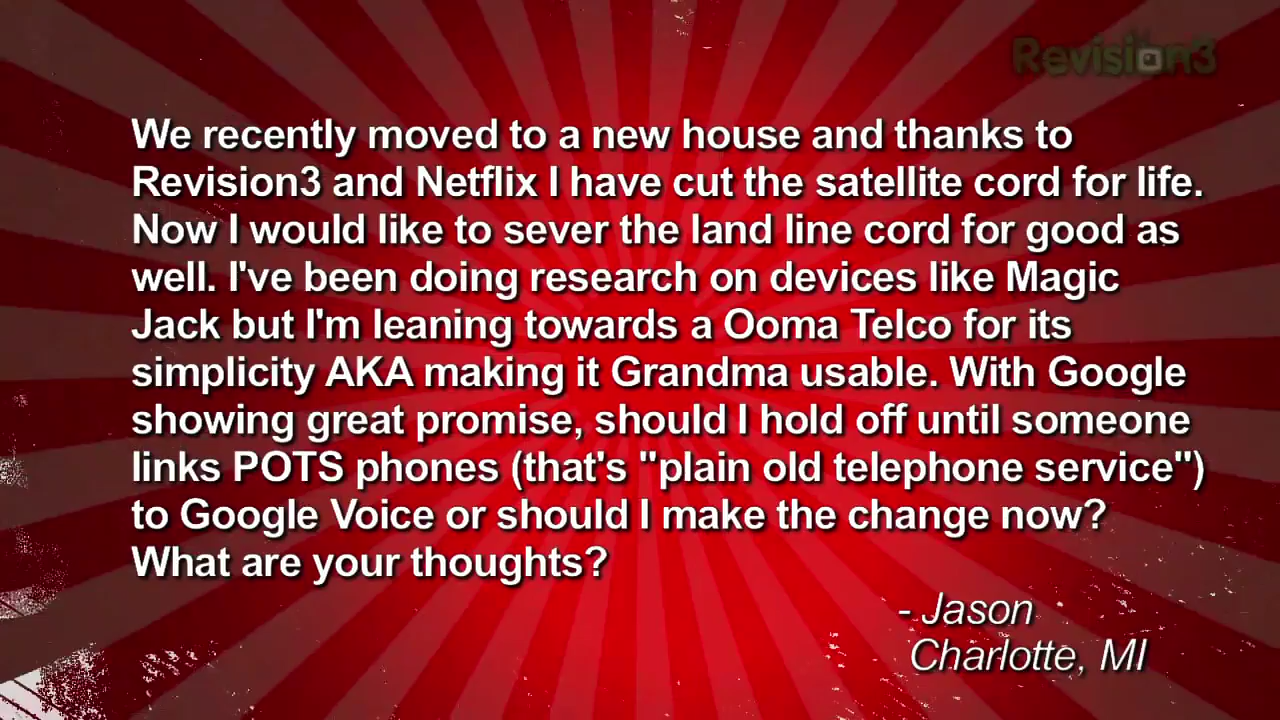 Revision3
We recently moved to a new house and thanks to
Revision3 and Netflix I have cut the satellite cord for life.
Now I would like to sever the land line cord for good as
well. I've been doing research on devices like Magic
Jack but I'm leaning towards a Ooma Telco for its
simplicity AKA making it Grandma usable. With Google
showing great promise, should I hold off until someone
links POTS phones (that's "plain old telephone service")
to Google Voice or should I make the change now?
What are your thoughts?
- Jason
Charlotte, MI